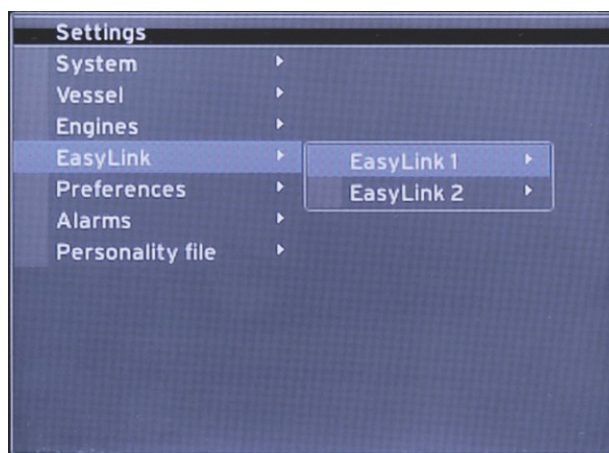 Settings
System
Vessel
Engines
EasyLink
EasyLink 1
EasyLink 2
Preferences
Alarms
Personality file